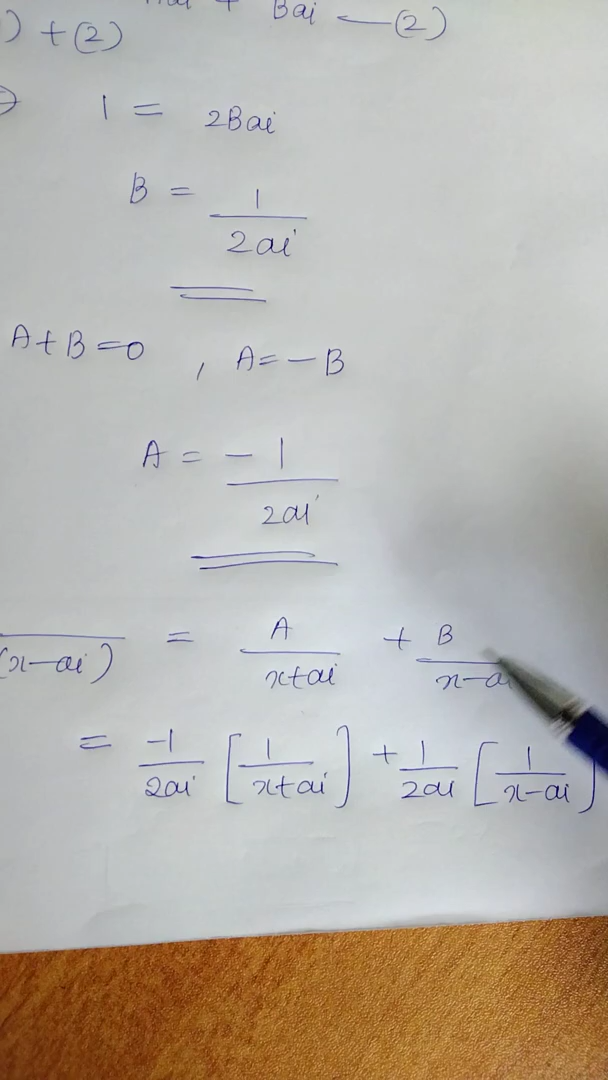 ) + (2) + Bai — (2)
⇒ 1 = 2Bai
B = 1/2ai
A+B=0 , A=-B
A = -1/2ai
/(x-ai) = A/x+ai + B/x-a
= -1/2ai [1/x+ai] + 1/2ai [1/x-ai]